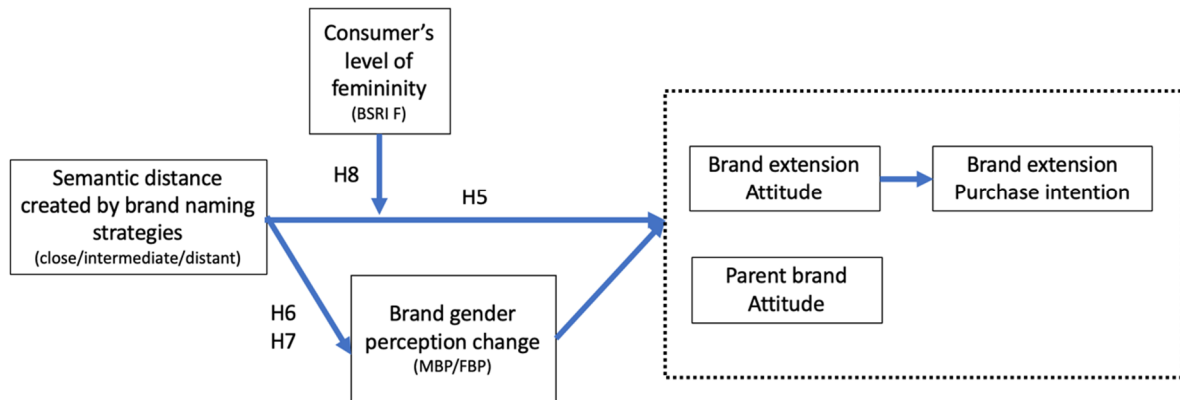 Consumer's
level of
femininity
(BSRI F)
H8
Semantic distance
created by brand naming
strategies
(close/intermediate/distant)
H5
H6
H7
Brand gender
perception change
(MBP/FBP)
Brand extension
Attitude
Brand extension
Purchase intention
Parent brand
Attitude